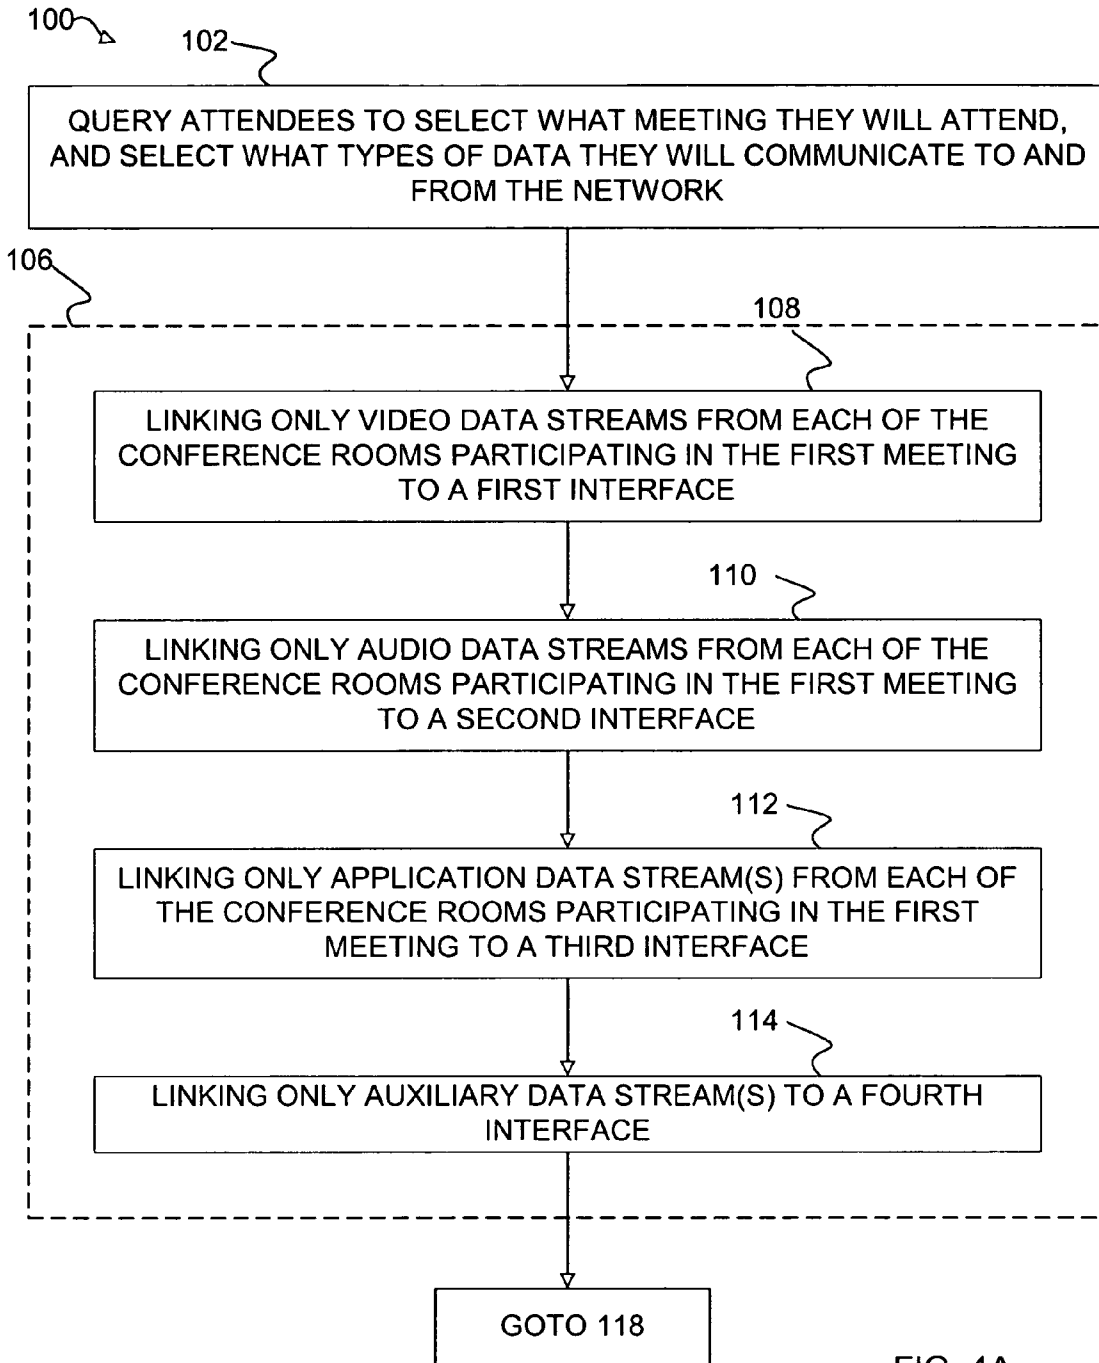 100
102
QUERY ATTENDEES TO SELECT WHAT MEETING THEY WILL ATTEND,
AND SELECT WHAT TYPES OF DATA THEY WILL COMMUNICATE TO AND
FROM THE NETWORK
106
108
LINKING ONLY VIDEO DATA STREAMS FROM EACH OF THE
CONFERENCE ROOMS PARTICIPATING IN THE FIRST MEETING
TO A FIRST INTERFACE
110
LINKING ONLY AUDIO DATA STREAMS FROM EACH OF THE
CONFERENCE ROOMS PARTICIPATING IN THE FIRST MEETING
TO A SECOND INTERFACE
112
LINKING ONLY APPLICATION DATA STREAM(S) FROM EACH OF
THE CONFERENCE ROOMS PARTICIPATING IN THE FIRST
MEETING TO A THIRD INTERFACE
114
LINKING ONLY AUXILIARY DATA STREAM(S) TO A FOURTH
INTERFACE
GOTO 118
FIG. 4A